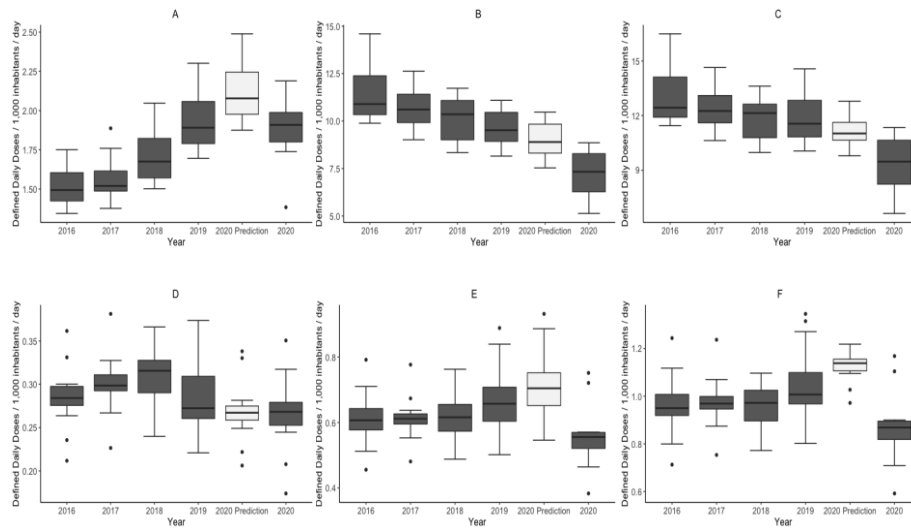 A
Defined Daily Doses / 1,000 inhabitants / day
2.50
2.25
2.00
1.75
1.50
2016 2017 2018 2019 2020 Prediction 2020
Year
B
Defined Daily Doses / 1,000 inhabitants / day
15.0
12.5
10.0
7.5
5.0
2016 2017 2018 2019 2020 Prediction 2020
Year
C
Defined Daily Doses / 1,000 inhabitants / day
15
12
9
2016 2017 2018 2019 2020 Prediction 2020
Year
D
Defined Daily Doses / 1,000 inhabitants / day
0.35
0.30
0.25
0.20
2016 2017 2018 2019 2020 Prediction 2020
Year
E
Defined Daily Doses / 1,000 inhabitants / day
0.8
0.6
0.4
2016 2017 2018 2019 2020 Prediction 2020
Year
F
Defined Daily Doses / 1,000 inhabitants / day
1.2
1.0
0.8
0.6
2016 2017 2018 2019 2020 Prediction 2020
Year